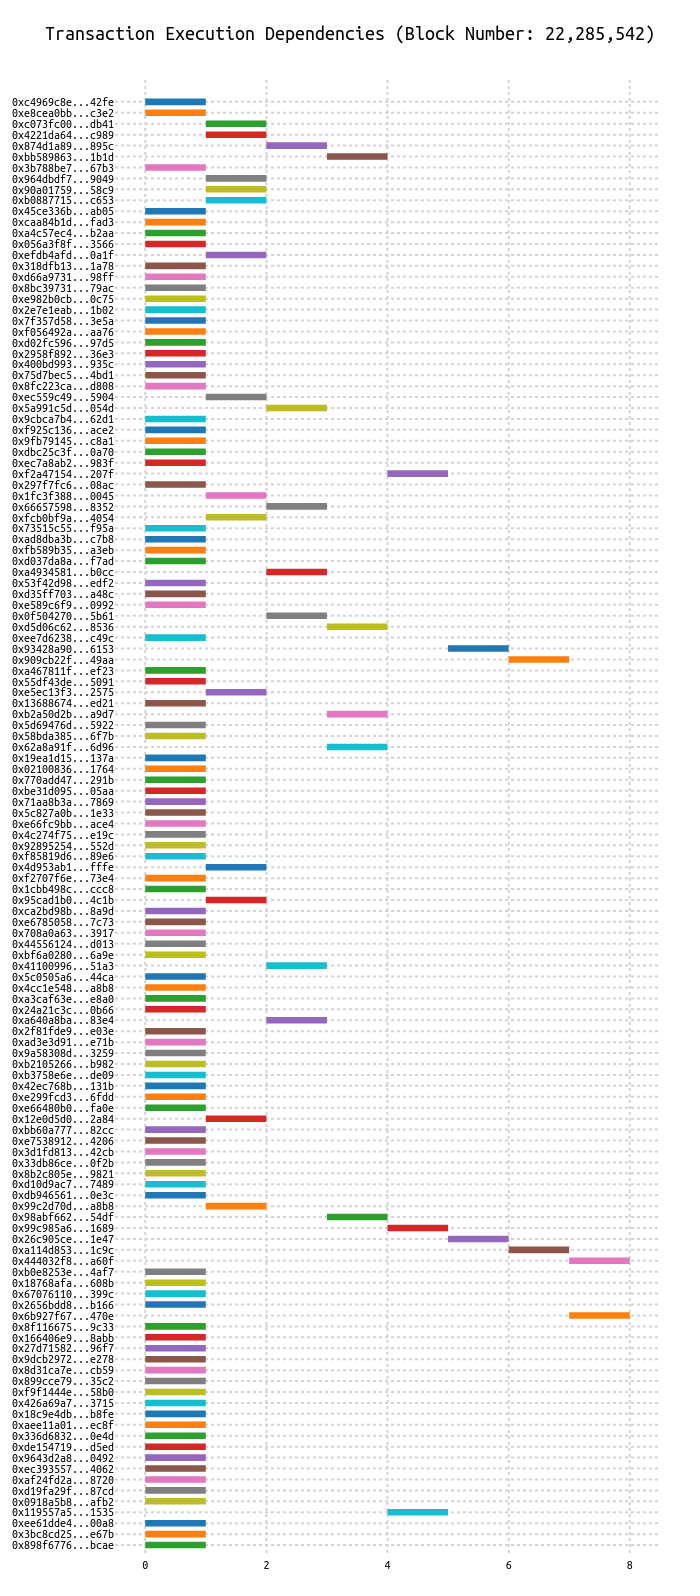 Transaction Execution Dependencies (Block Number: 22,285,542)
0xc4969c8e...42fe
0xe8cea0bb...c3e2
0xc073fc00...db41
0x4221da64...c989
0x874d1a89...895c
0xbb589863...1b1d
0x3b788be7...67b3
0x964dbdf7...9049
0x90a01759...58c9
0xb0887715...c653
0x45ce336b...ab05
0xcaa84b1d...fad3
0xa4c57ec4...b2aa
0x056a3f8f...3566
0xefdb4afd...0a1f
0x318dfb13...1a78
0xd66a9731...98ff
0x8bc39731...79ac
0xe982b0cb...0c75
0x2e7e1eab...1b02
0x7f357d58...3e5a
0xf056492a...aa76
0xd02fc596...97d5
0x2958f892...36e3
0x400bd993...935c
0x75d7bec5...4bd1
0x8fc223ca...d808
0xec559c49...5904
0x5a991c5d...054d
0x9cbca7b4...62d1
0xf925c136...ace2
0x9fb79145...c8a1
0xdbc25c3f...0a70
0xec7a8ab2...983f
0xf2a47154...207f
0x297f7fc6...08ac
0x1fc3f388...0045
0x66657598...8352
0xfcb0bf9a...4054
0x73515c55...f95a
0xad8dba3b...c7b8
0xfb589b35...a3eb
0xd037da8a...f7ad
0xa4934581...b0cc
0x53f42d98...edf2
0xd35ff703...a48c
0xe589c6f9...0992
0x0f504270...5b61
0xd5d06c62...8536
0xee7d6238...c49c
0x93428a90...6153
0x909cb22f...49aa
0xa467811f...ef23
0x55df43de...5091
0xe5ec13f3...2575
0x13688674...ed21
0xb2a50d2b...a9d7
0x5d69476d...5922
0x58bda385...6f7b
0x62a8a91f...6d96
0x19ea1d15...137a
0x02100836...1764
0x770add47...291b
0xbe31d095...05aa
0x71aa8b3a...7869
0x5c827a0b...1e33
0xe66fc9bb...ace4
0x4c274f75...e19c
0x92895254...552d
0xf85819d6...89e6
0x4d953ab1...fffe
0xf2707f6e...73e4
0x1cbb498c...ccc8
0x95cad1b0...4c1b
0xca2bd98b...8a9d
0xe6785058...7c73
0x708a0a63...3917
0x44556124...d013
0xbf6a0280...6a9e
0x41100996...51a3
0x5c0505a6...44ca
0x4cc1e548...a8b8
0xa3caf63e...e8a0
0x24a21c3c...0b66
0xa640a8ba...83e4
0x2f81fde9...e03e
0xad3e3d91...e71b
0x9a58308d...3259
0xb2105266...b982
0xb3758e6e...de09
0x42ec768b...131b
0xe299fcd3...6fdd
0xe66480b0...fa0e
0x12e0d5d0...2a84
0xbb60a777...82cc
0xe7538912...4206
0x3d1fd813...42cb
0x33db86ce...0f2b
0x8b2c805e...9821
0xd10d9ac7...7489
0xdb946561...0e3c
0x99c2d70d...a8b8
0x98abf662...54df
0x99c985a6...1689
0x26c905ce...1e47
0xa114d853...1c9c
0x444032f8...a60f
0xb0e8253e...4af7
0x18768afa...608b
0x67076110...399c
0x2656bdd8...b166
0x6b927f67...470e
0x8f116675...9c33
0x166406e9...8abb
0x27d71582...96f7
0x9dcb2972...e278
0x8d31ca7e...cb59
0x899cce79...35c2
0xf9f1444e...58b0
0x426a69a7...3715
0x18c9e4db...b8fe
0xaee11a01...ec8f
0x336d6832...0e4d
0xde154719...d5ed
0x9643d2a8...0492
0xec393557...4062
0xaf24fd2a...8720
0xd19fa29f...87cd
0x0918a5b8...afb2
0x119557a5...1535
0xee61dde4...00a8
0x3bc8cd25...e67b
0x898f6776...bcae
0 2 4 6 8